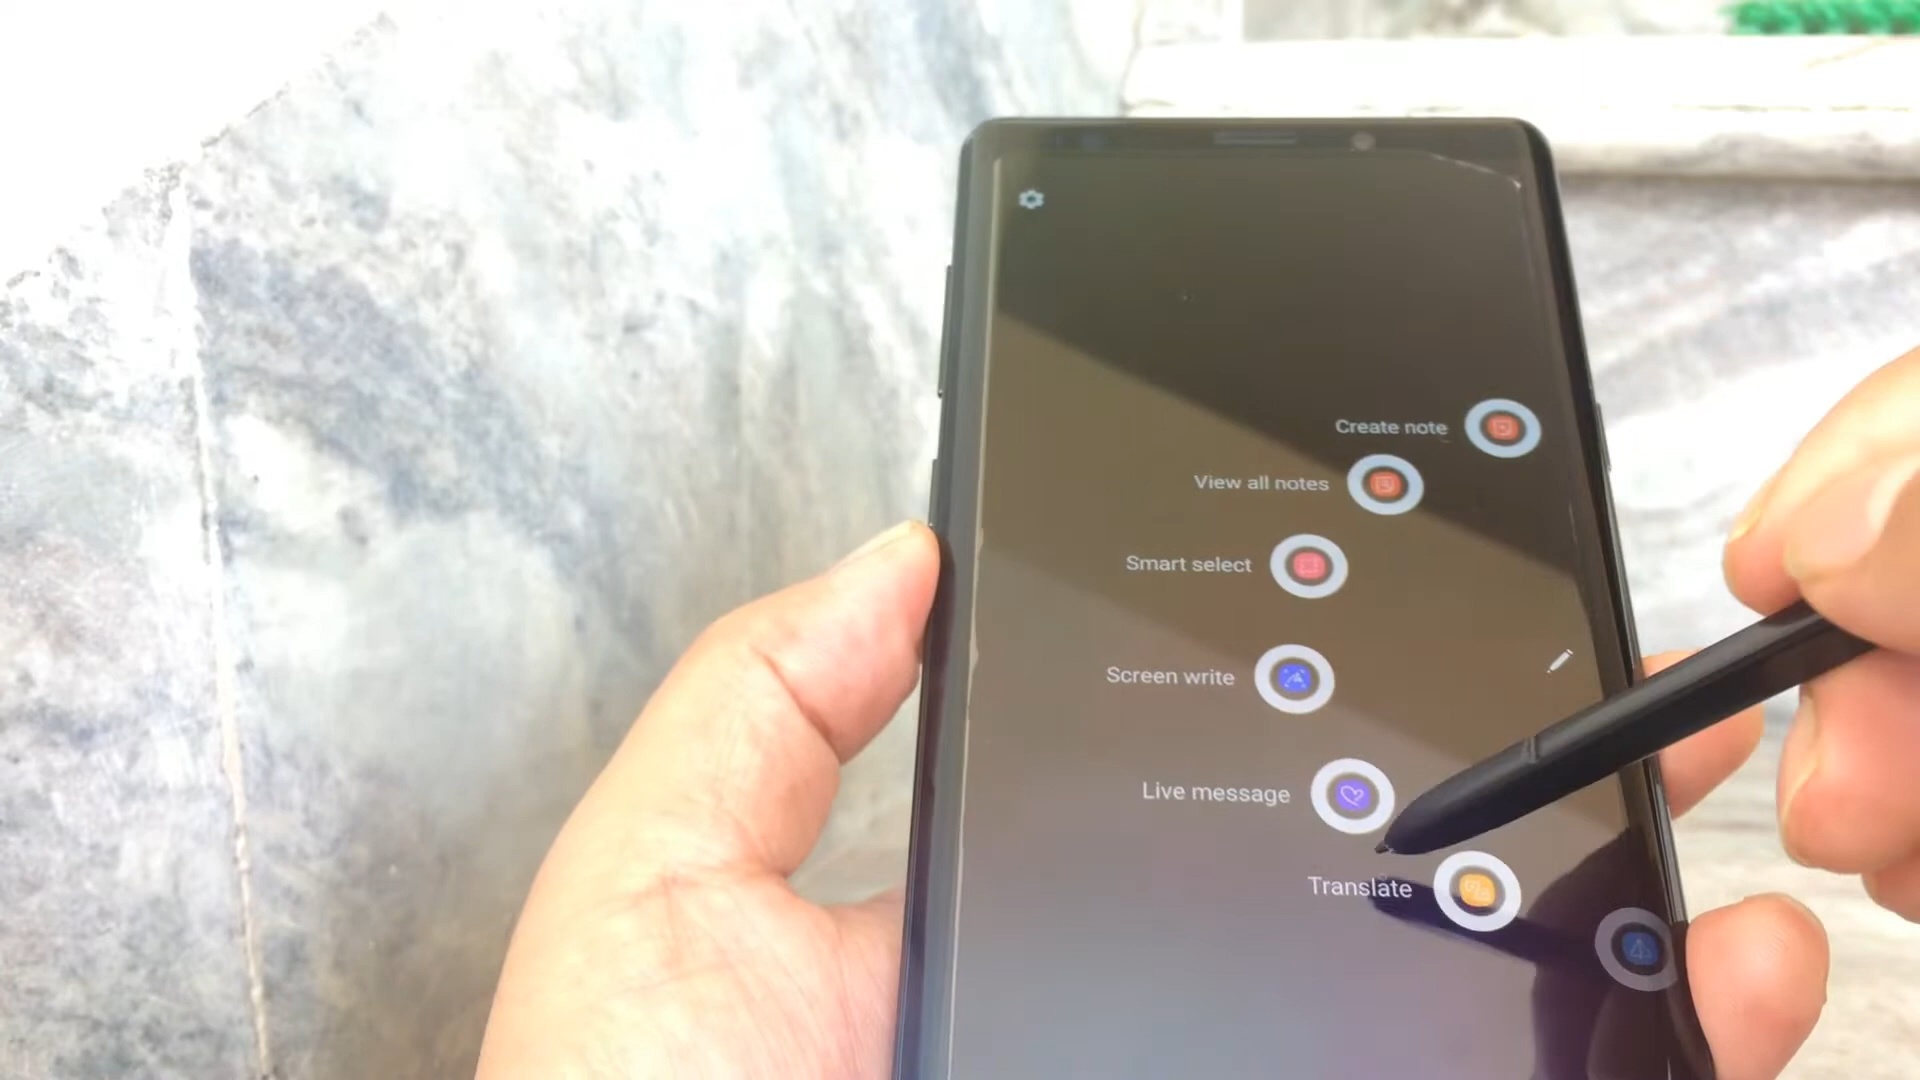 Create note
View all notes
Smart select
Screen write
Live message
Translate